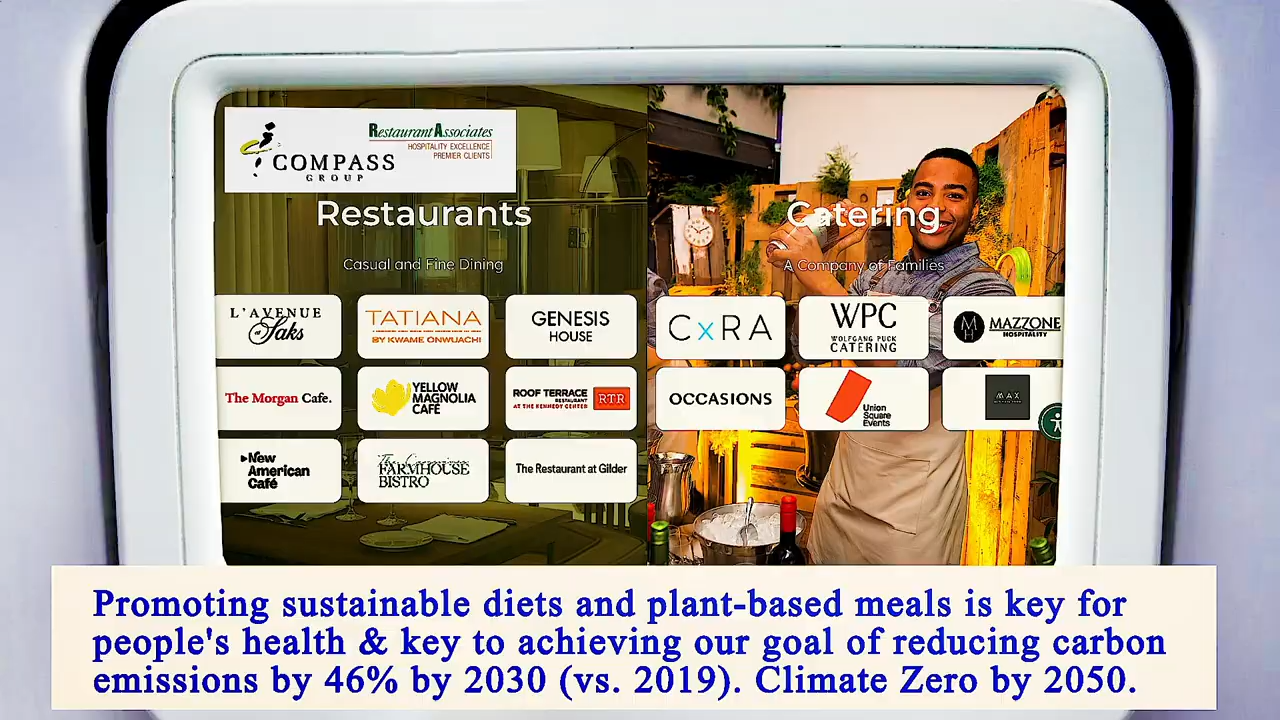 COMPASS
GROUP
Restaurant Associates
HOSPITALITY EXCELLENCE
PREMIER CLIENTS
Restaurants
Casual and Fine Dining
L'AVENUE
at Saks
TATIANA
BY KWAME ONWUACHI
GENESIS
HOUSE
The Morgan Cafe.
YELLOW
MAGNOLIA
CAFÉ
ROOF TERRACE
RESTAURANT
AT THE KENNEDY CENTER
RTR
New
American
Café
FARMHOUSE
BISTRO
The Restaurant at Gilder
Catering
A Company of Families
CxRA
WPC
WOLFGANG PUCK
CATERING
M
H
MAZZONE
HOSPITALITY
OCCASIONS
Union
Square
Events
MAX
Promoting sustainable diets and plant-based meals is key for
people's health & key to achieving our goal of reducing carbon
emissions by 46% by 2030 (vs. 2019). Climate Zero by 2050.